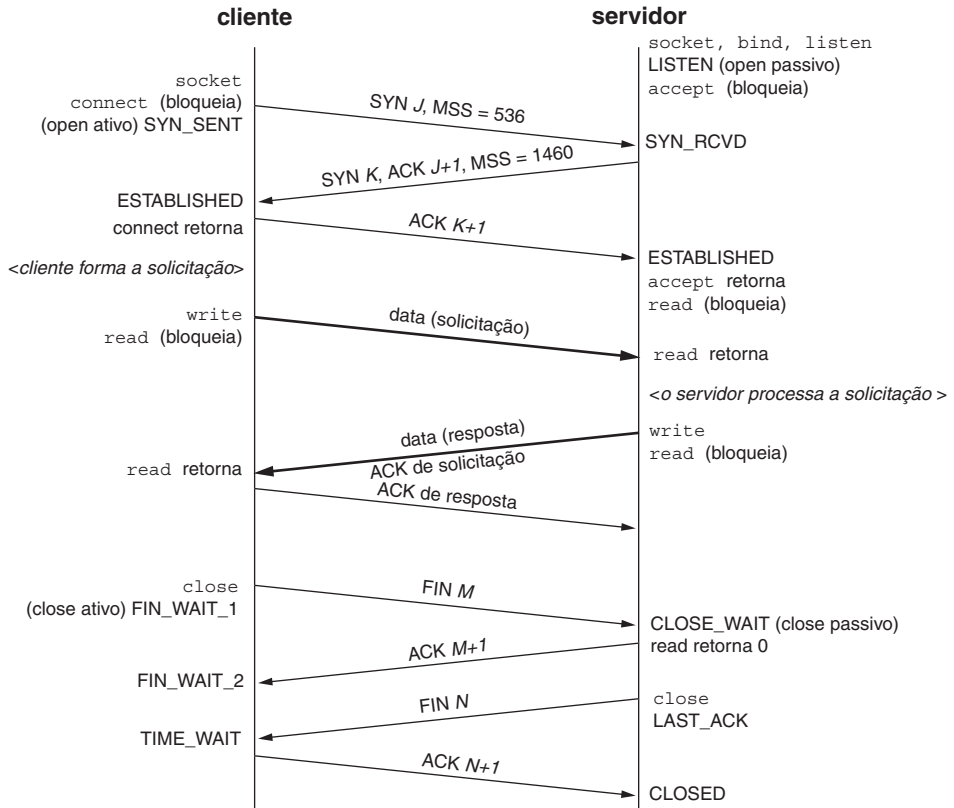 cliente
servidor
socket, bind, listen
LISTEN (open passivo)
accept (bloqueia)
socket
connect (bloqueia)
(open ativo) SYN_SENT
SYN J, MSS = 536
SYN_RCVD
SYN K, ACK J+1, MSS = 1460
ESTABLISHED
connect retorna
ACK K+1
ESTABLISHED
accept retorna
read (bloqueia)
<cliente forma a solicitação>
write
read (bloqueia)
data (solicitação)
read retorna
<o servidor processa a solicitação >
write
read (bloqueia)
data (resposta)
ACK de solicitação
read retorna
ACK de resposta
close
(close ativo) FIN_WAIT_1
FIN M
CLOSE_WAIT (close passivo)
read retorna 0
ACK M+1
FIN_WAIT_2
close
LAST_ACK
FIN N
TIME_WAIT
ACK N+1
CLOSED